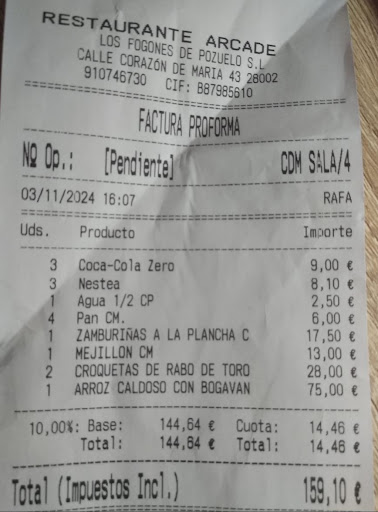 RESTAURANTE ARCADE
LOS FOGONES DE POZUELO S.L
CALLE CORAZÓN DE MARIA 43 28002
910746730 CIF: B87985610
FACTURA PROFORMA
Nº Op.: [Pendiente] CDM SALA/4
03/11/2024 16:07 RAFA
Uds. Producto Importe
3 Coca-Cola Zero 9,00 €
3 Nestea 8,10 €
1 Agua 1/2 CP 2,50 €
4 Pan CM. 6,00 €
1 ZAMBURIÑAS A LA PLANCHA C 17,50 €
1 MEJILLON CM 13,00 €
2 CROQUETAS DE RABO DE TORO 28,00 €
1 ARROZ CALDOSO CON BOGAVAN 75,00 €
10,00%: Base: 144,64 € Cuota: 14,46 €
Total: 144,64 € Total: 14,46 €
Total (Impuestos Incl.) 159,10 €